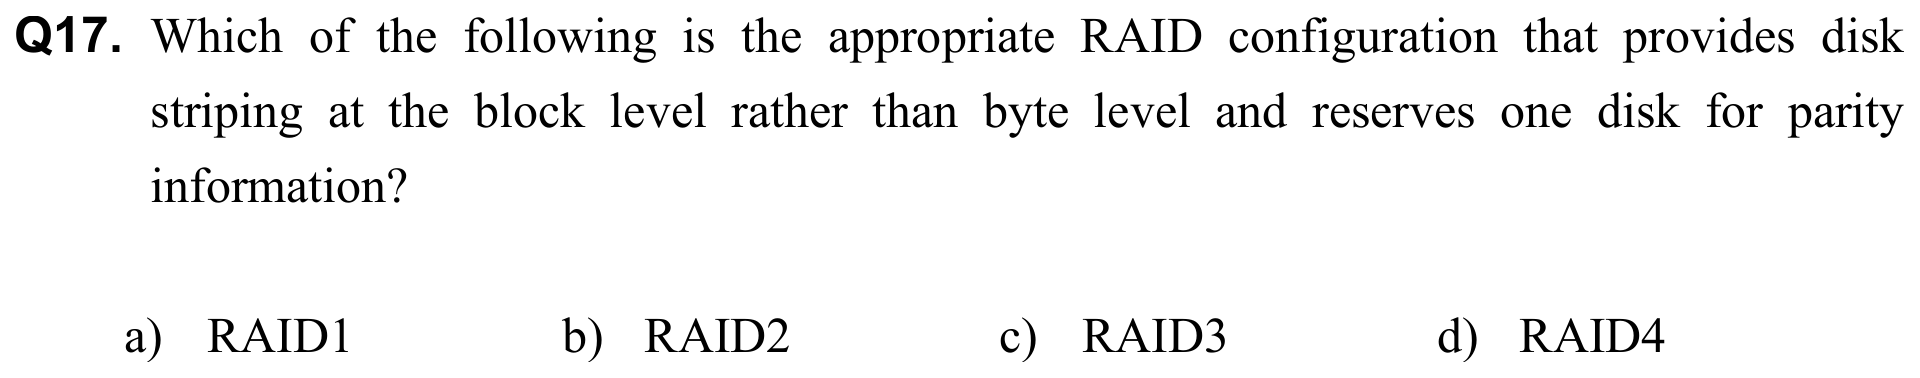 Q17. Which of the following is the appropriate RAID configuration that provides disk
striping at the block level rather than byte level and reserves one disk for parity
information?
a) RAID1 b) RAID2 c) RAID3 d) RAID4